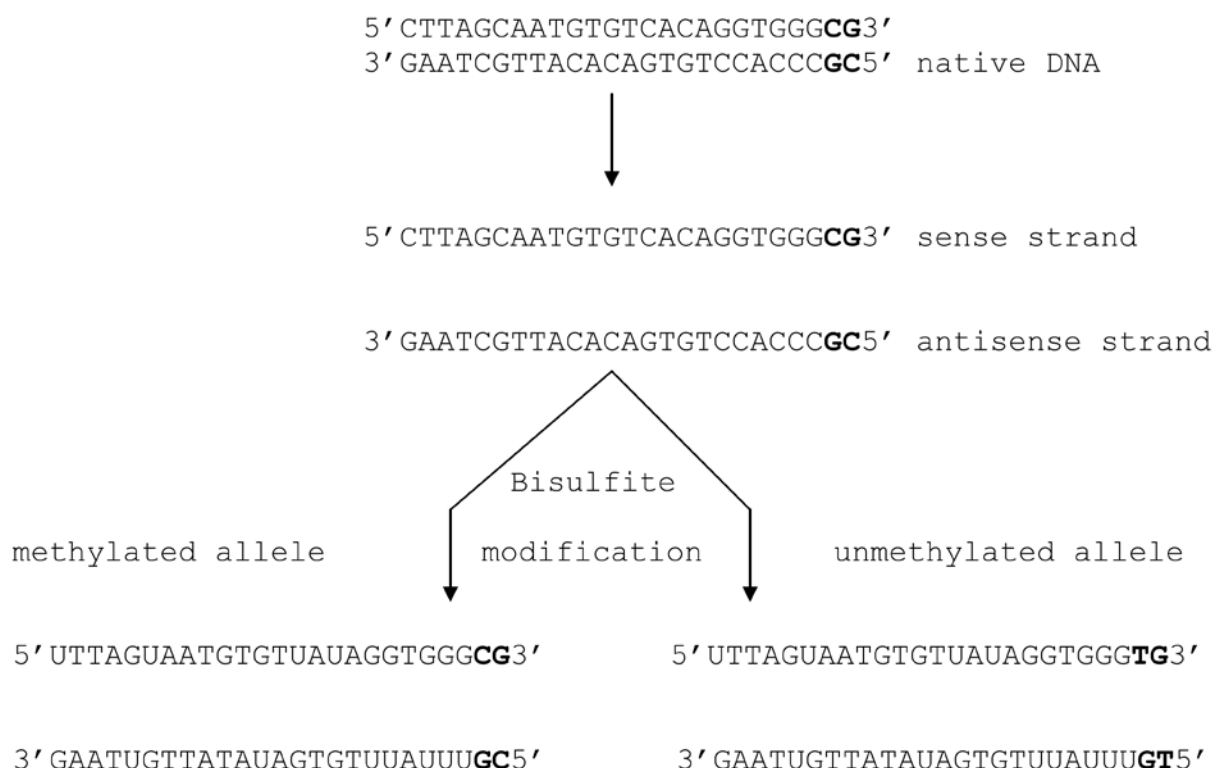 5'CTTAGCAATGTGTCACAGGTGGGCG3'
3'GAATCGTTACACAGTGTCCACCCGC5' native DNA
5'CTTAGCAATGTGTCACAGGTGGGCG3' sense strand
3'GAATCGTTACACAGTGTCCACCCGC5' antisense strand
Bisulfite
methylated allele modification unmethylated allele
5'UTTAGUAATGTGTUAUAGGTGGGCG3' 5'UTTAGUAATGTGTUAUAGGTGGGTG3'
3'GAATUGTTATAUAGTGTUUAUUUGC5' 3'GAATUGTTATAUAGTGTUUAUUUGT5'